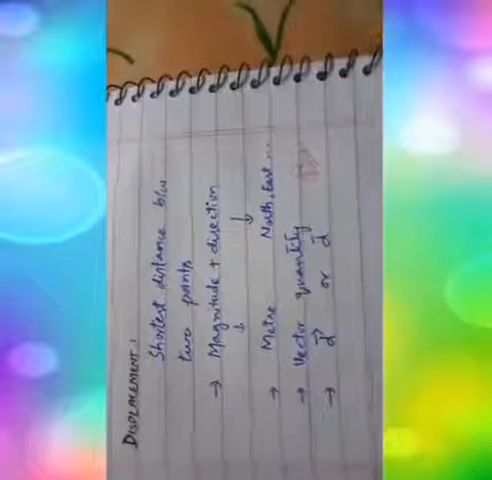 DISPLACEMENT:
Shortest distance b/w
two points
→ Magnitude + direction
↓ ↓
→ Metre North, East ...
→ Vector quantity
→ d⃗ or d̅